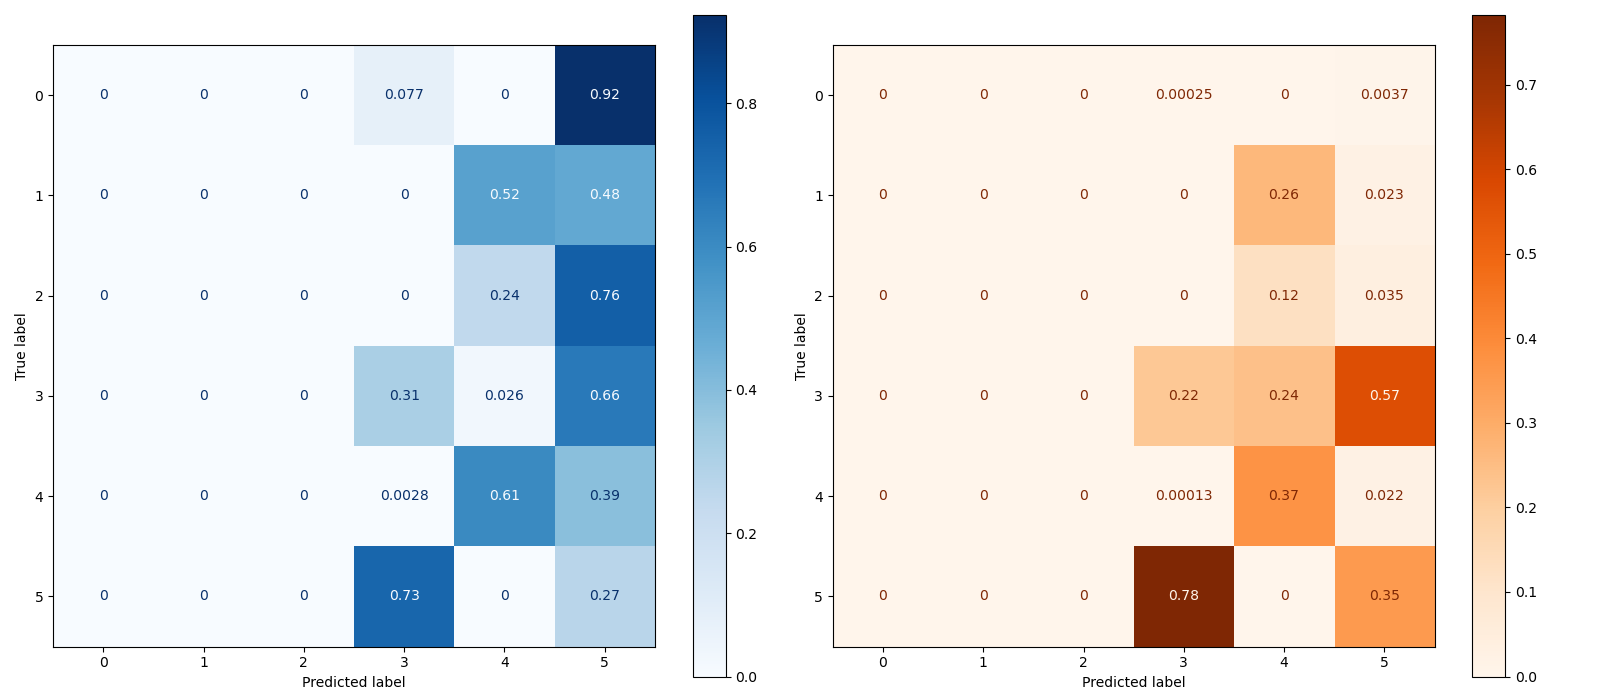 0 0 0 0 0.077 0 0.92
1 0 0 0 0 0.52 0.48
2 0 0 0 0 0.24 0.76
3 0 0 0 0.31 0.026 0.66
4 0 0 0 0.0028 0.61 0.39
5 0 0 0 0.73 0 0.27
0 1 2 3 4 5
Predicted label
True label
0.8
0.6
0.4
0.2
0.0
0 0 0 0 0.00025 0 0.0037
1 0 0 0 0 0.26 0.023
2 0 0 0 0 0.12 0.035
3 0 0 0 0.22 0.24 0.57
4 0 0 0 0.00013 0.37 0.022
5 0 0 0 0.78 0 0.35
0 1 2 3 4 5
Predicted label
True label
0.7
0.6
0.5
0.4
0.3
0.2
0.1
0.0